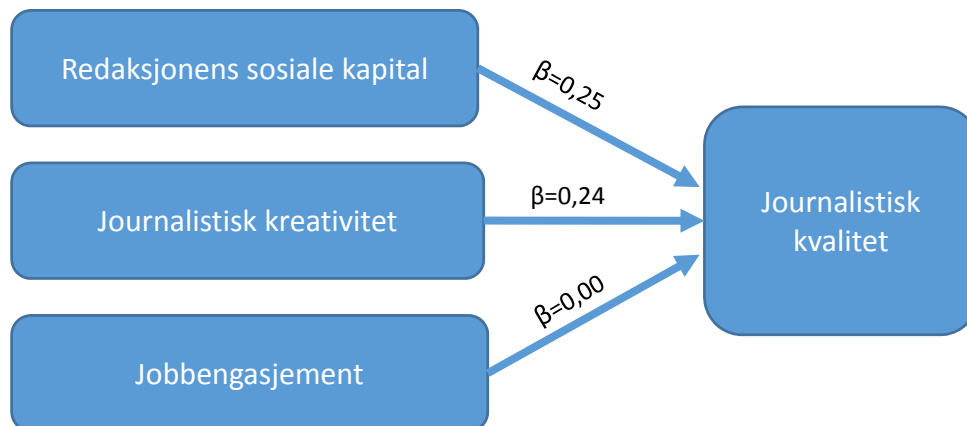 Redaksjonens sosiale kapital
β=0,25
Journalistisk kreativitet
β=0,24
Journalistisk
kvalitet
β=0,00
Jobbengasjement